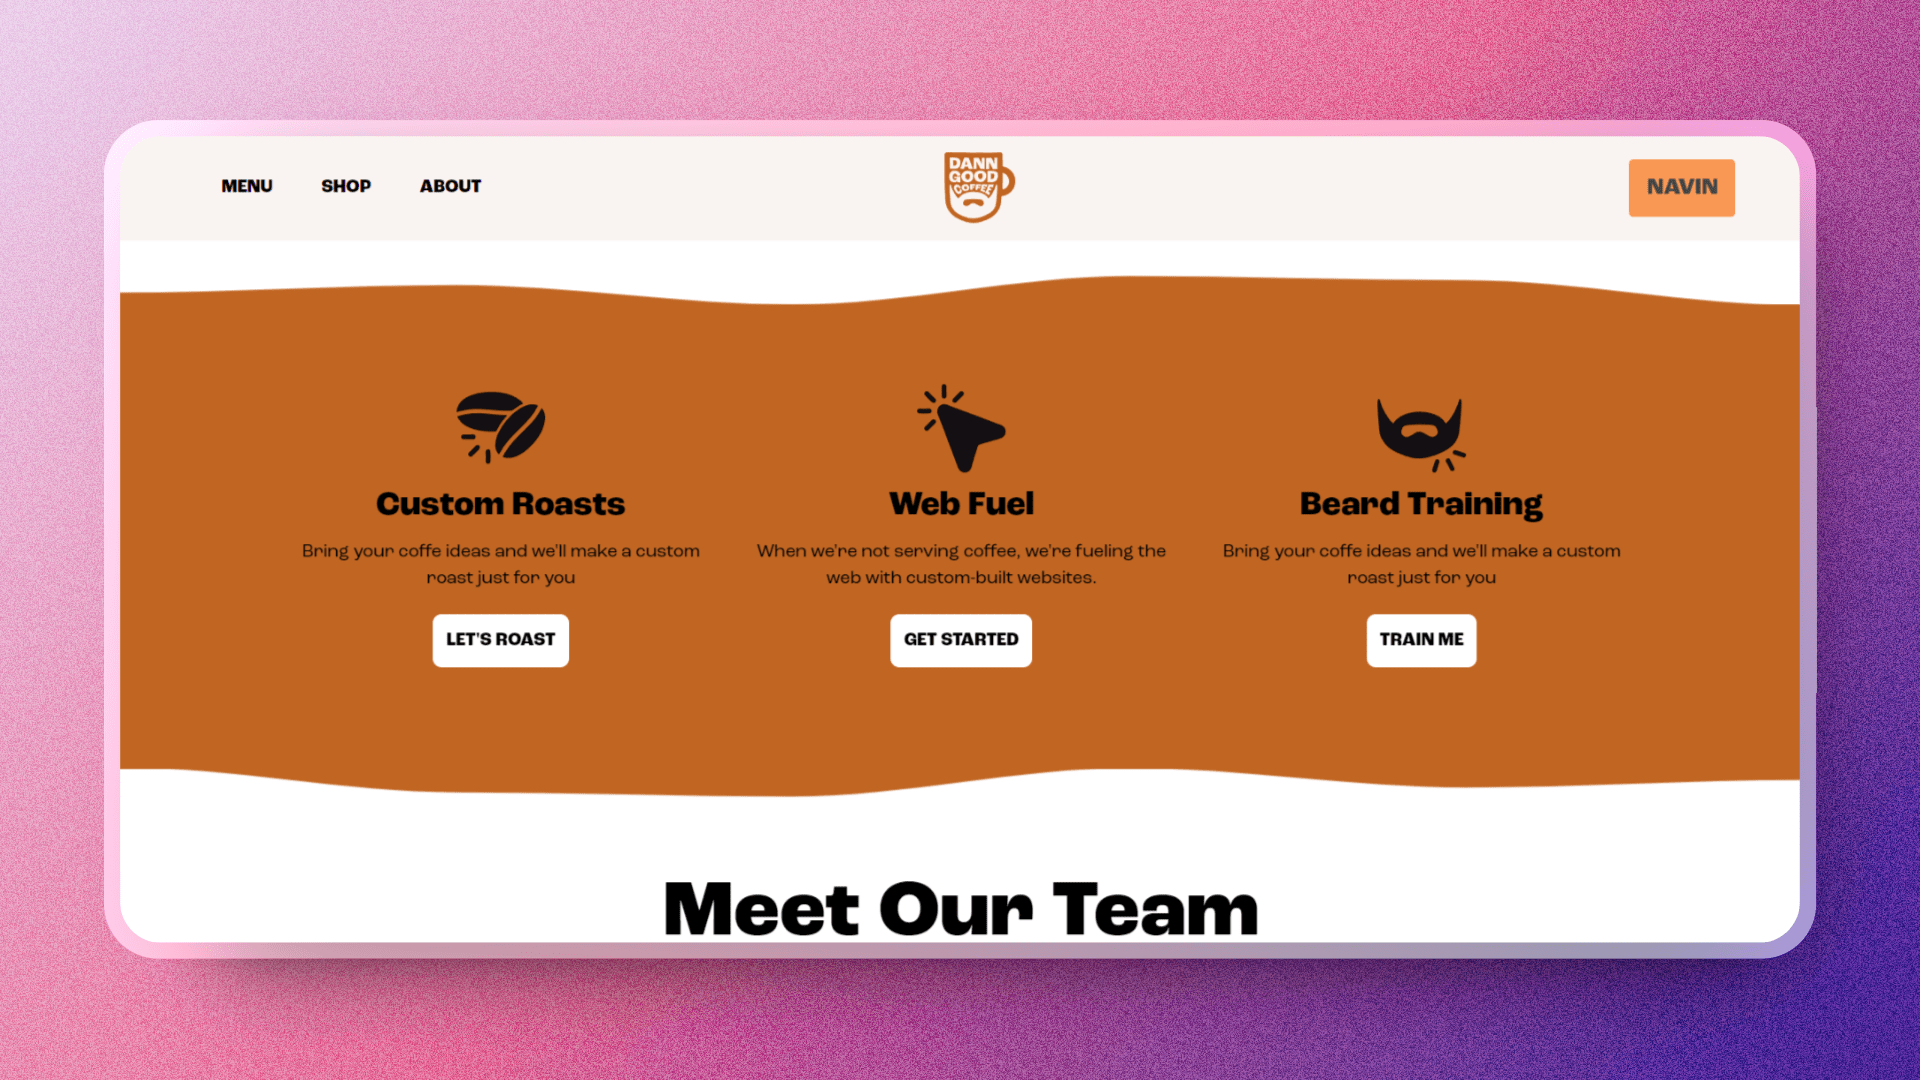 MENU SHOP ABOUT
DANN
GOOD
COFFEE
NAVIN
Custom Roasts
Bring your coffe ideas and we'll make a custom
roast just for you
LET'S ROAST
Web Fuel
When we're not serving coffee, we're fueling the
web with custom-built websites.
GET STARTED
Beard Training
Bring your coffe ideas and we'll make a custom
roast just for you
TRAIN ME
Meet Our Team